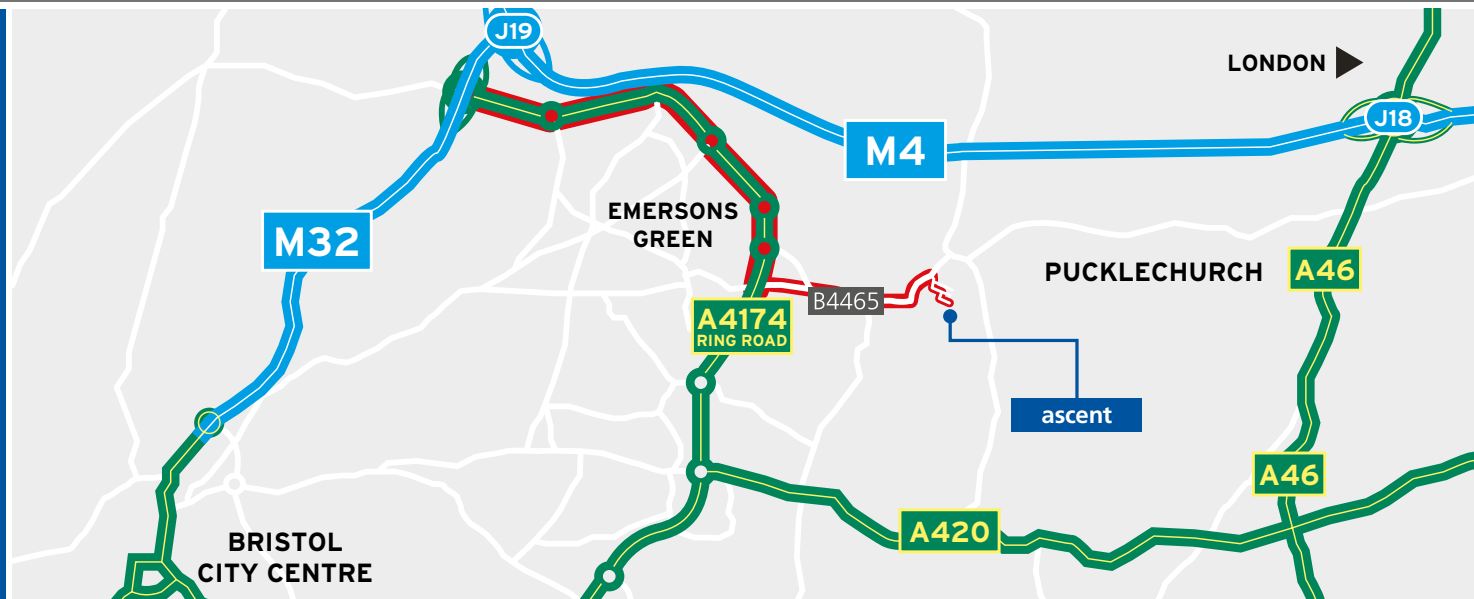 J19
LONDON
J18
M4
EMERSONS
GREEN
M32
PUCKLECHURCH
A46
B4465
A4174
RING ROAD
ascent
A46
A420
BRISTOL
CITY CENTRE